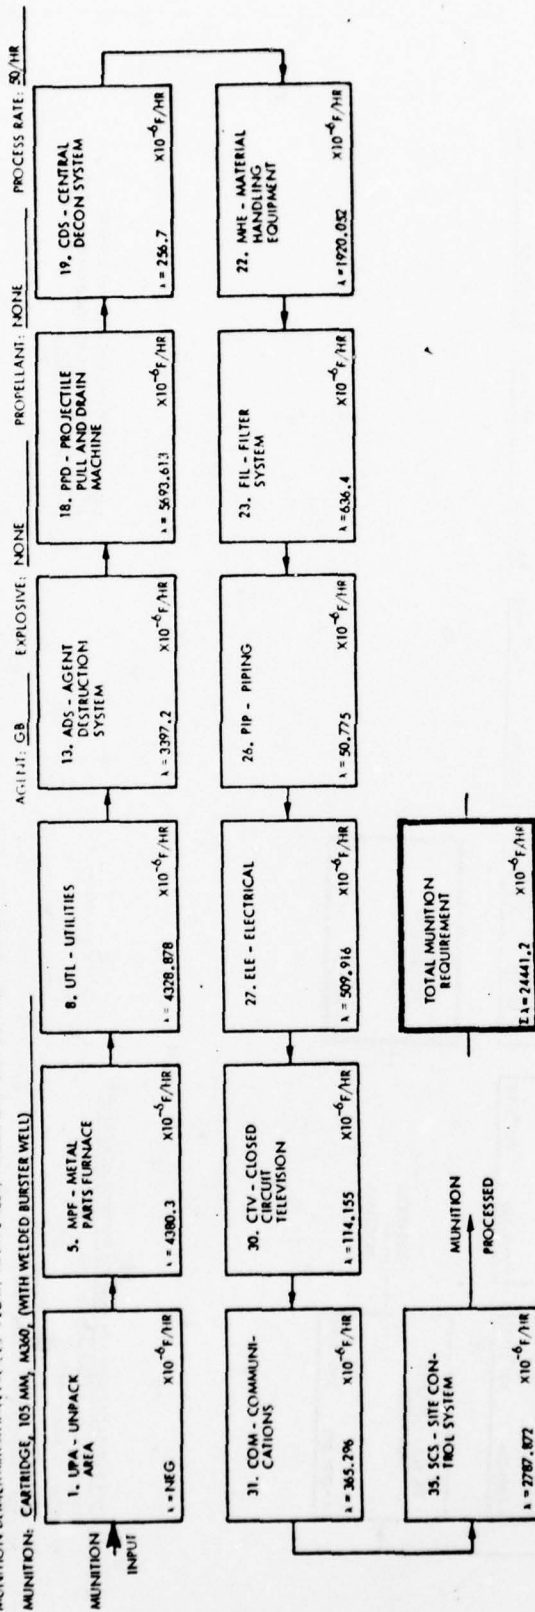 MUNITION: CARTRIDGE, 105 MM, M360, (WITH WELDED BURSTER WELL) AGENT: GB EXPLOSIVE: NONE PROPELLANT: NONE PROCESS RATE: 50/HR
MUNITION
INPUT
1. UPA - UNPACK
AREA
λ = NEG X10⁻⁶F/HR
5. MPF - METAL
PARTS FURNACE
λ = 4380.3 X10⁻⁶F/HR
8. UTL - UTILITIES
λ = 4328.878 X10⁻⁶F/HR
13. ADS - AGENT
DESTRUCTION
SYSTEM
λ = 3397.2 X10⁻⁶F/HR
18. PPD - PROJECTILE
PULL AND DRAIN
MACHINE
λ = 5693.613 X10⁻⁶F/HR
19. CDS - CENTRAL
DECON SYSTEM
λ = 256.7 X10⁻⁶F/HR
22. MHE - MATERIAL
HANDLING
EQUIPMENT
λ =1920.052 X10⁻⁶F/HR
23. FIL - FILTER
SYSTEM
λ =636.4 X10⁻⁶F/HR
26. PIP - PIPING
λ = 50.775 X10⁻⁶F/HR
27. ELE - ELECTRICAL
λ = 509.916 X10⁻⁶F/HR
30. CTV - CLOSED
CIRCUIT
TELEVISION
λ = 114.155 X10⁻⁶F/HR
31. COM - COMMUNI-
CATIONS
λ =365.296 X10⁻⁶F/HR
35. SCS - SITE CON-
TROL SYSTEM
λ = 2787.872 X10⁻⁶F/HR
MUNITION
PROCESSED
TOTAL MUNITION
REQUIREMENT
Σ λ =24441.2 X10⁻⁶F/HR